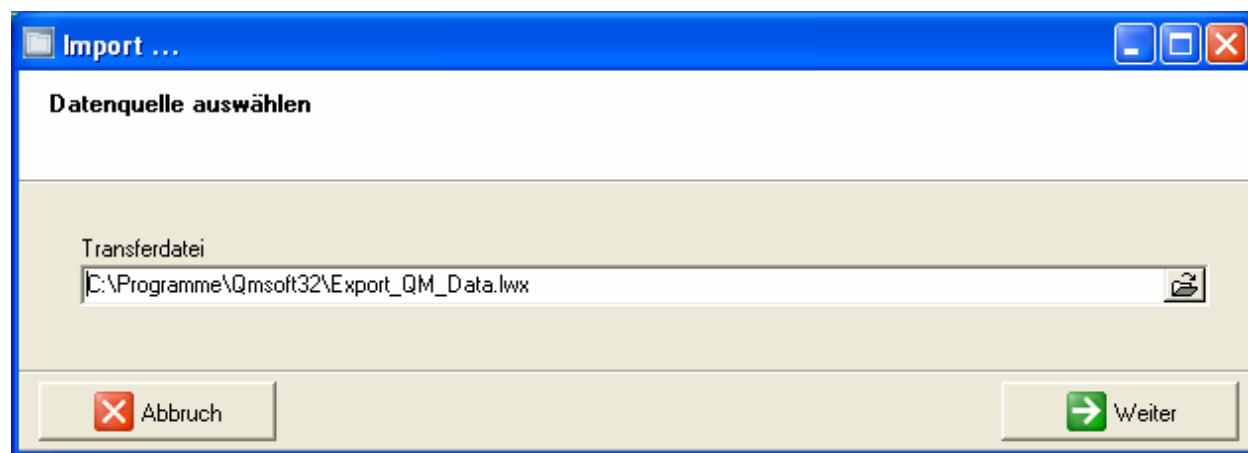 Import ...
Datenquelle auswählen
Transferdatei
C:\Programme\Qmsoft32\Export_QM_Data.lwx
Abbruch
Weiter